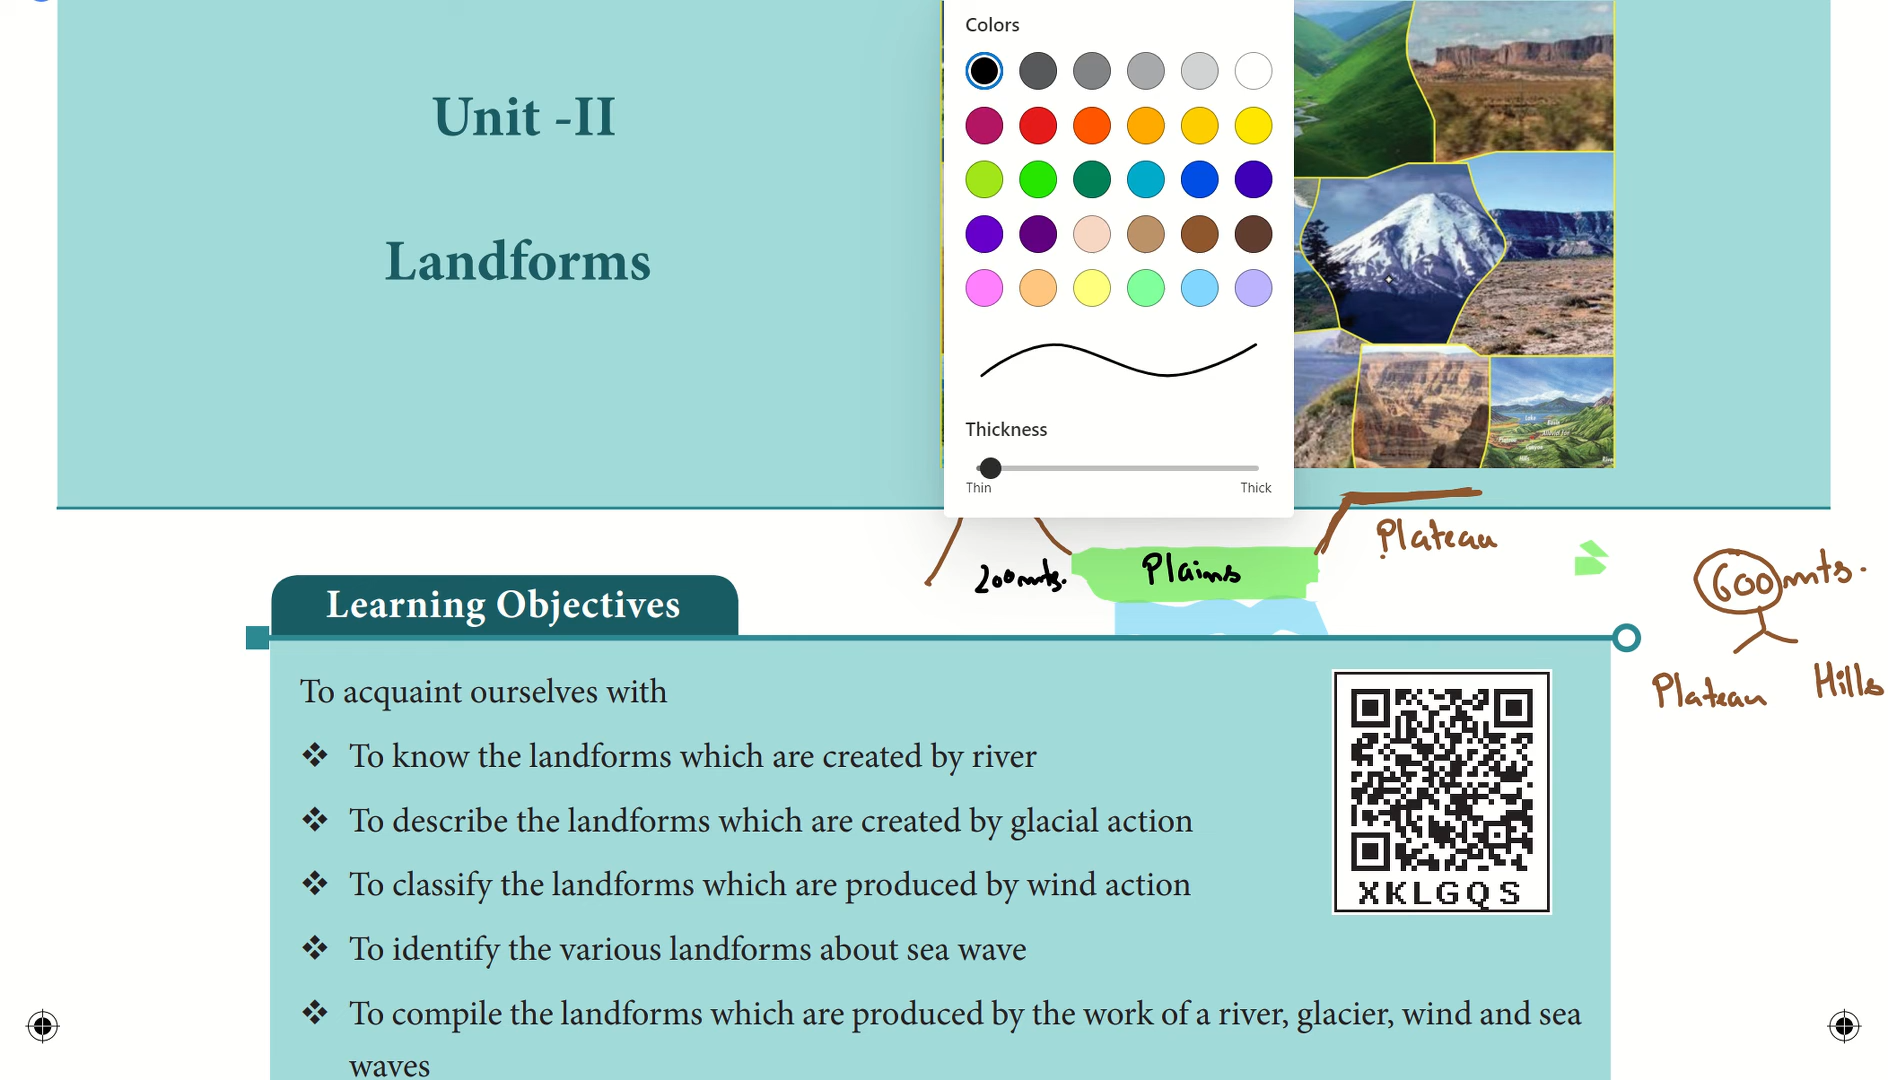 Unit -II
Landforms
Colors
Thickness
Thin
Thick
Plateau
200mts.
Plains
600mts.
Plateau
Hills
Learning Objectives
To acquaint ourselves with
❖ To know the landforms which are created by river
❖ To describe the landforms which are created by glacial action
❖ To classify the landforms which are produced by wind action
❖ To identify the various landforms about sea wave
❖ To compile the landforms which are produced by the work of a river, glacier, wind and sea
waves
XKLGQS
Lake
Hills